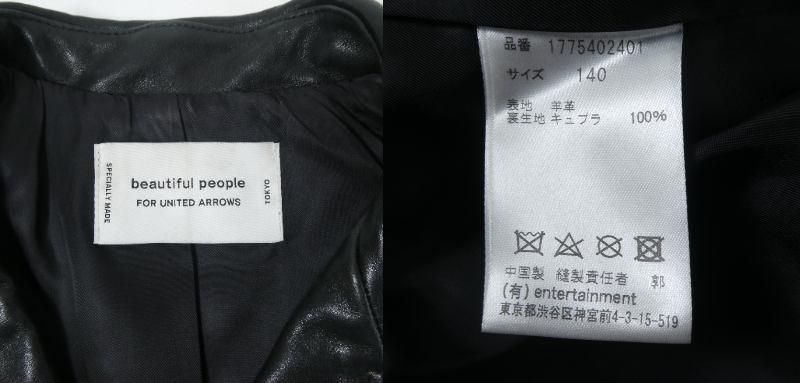 SPECIALLY MADE
beautiful people
FOR UNITED ARROWS
TOKYO
品番 1775402401
サイズ 140
表地 羊革
裏生地 キュプラ 100%
中国製 縫製責任者 郭
(有) entertainment
東京都渋谷区神宮前4-3-15-519